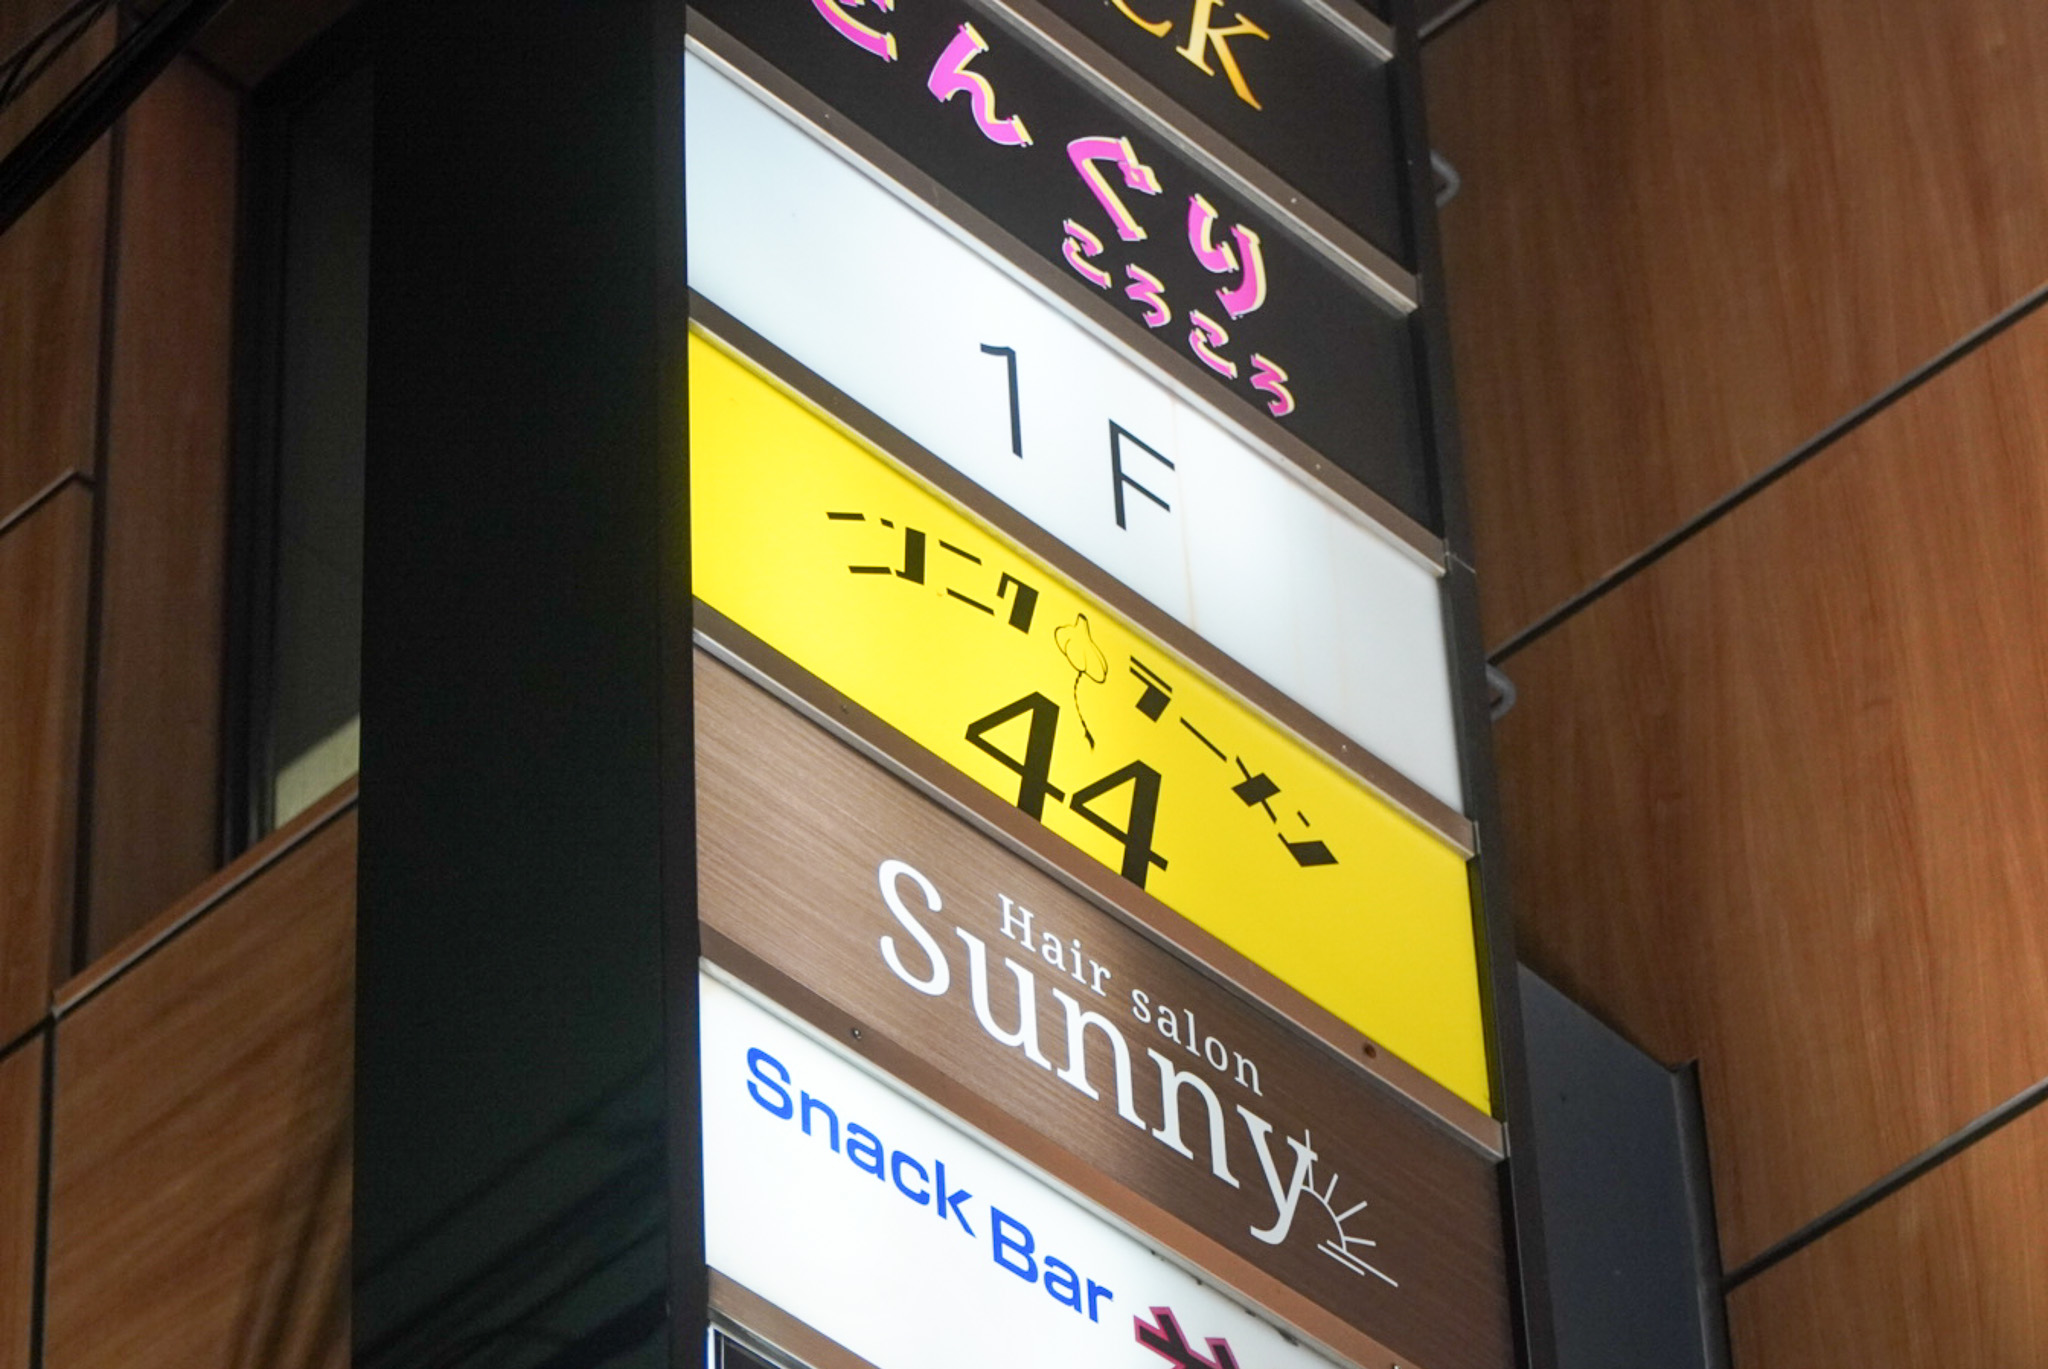 どんぐり
ころころ
1F
ニンニクラーメン
44
Hair salon
Sunny
Snack Bar